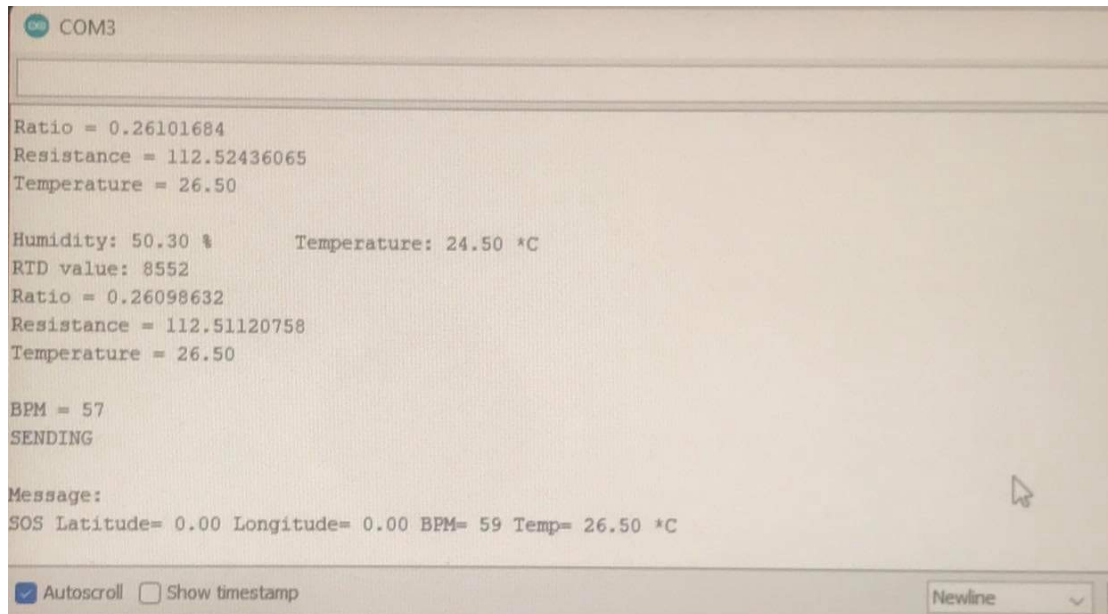 COM3
Ratio = 0.26101684
Resistance = 112.52436065
Temperature = 26.50
Humidity: 50.30 % Temperature: 24.50 *C
RTD value: 8552
Ratio = 0.26098632
Resistance = 112.51120758
Temperature = 26.50
BPM = 57
SENDING
Message:
SOS Latitude= 0.00 Longitude= 0.00 BPM= 59 Temp= 26.50 *C
Autoscroll Show timestamp Newline